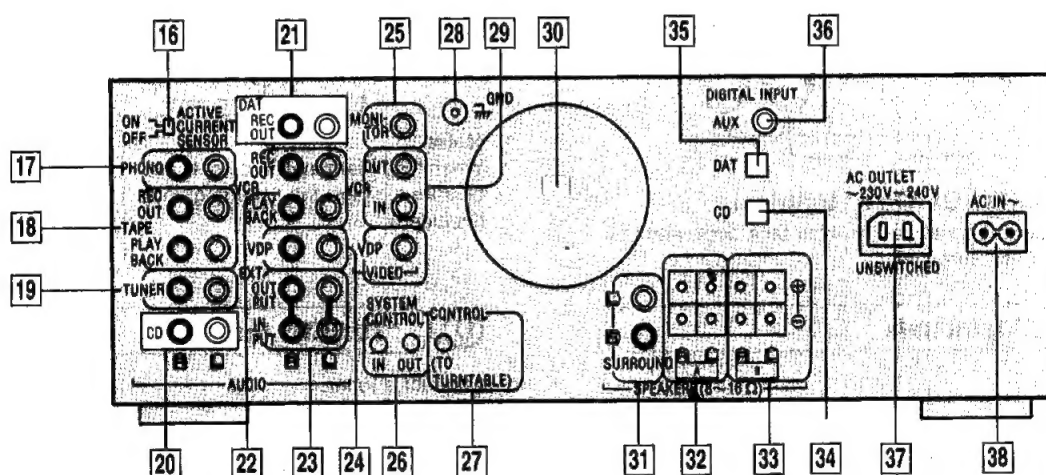 16
21
25
28
29
30
35
36
ON
OFF
ACTIVE
CURRENT
SENSOR
DAT
REC
OUT
MONI-
TOR
GND
DIGITAL INPUT
AUX
17
PHONO
REC
OUT
VCR
OUT
VCR
DAT
AC OUTLET
~230V~240V
AC IN~
18
REC
OUT
TAPE
PLAY
BACK
PLAY
BACK
IN
CD
19
TUNER
VDP
VDP
VIDEO
UNSWITCHED
EXT
OUT
PUT
IN
PUT
SYSTEM
CONTROL
IN OUT
CONTROL
(TO
TURNTABLE)
CD
AUDIO
SURROUND
A
B
SPEAKERS (8~16Ω)
37
38
20
22
23
24
26
27
31
32
33
34